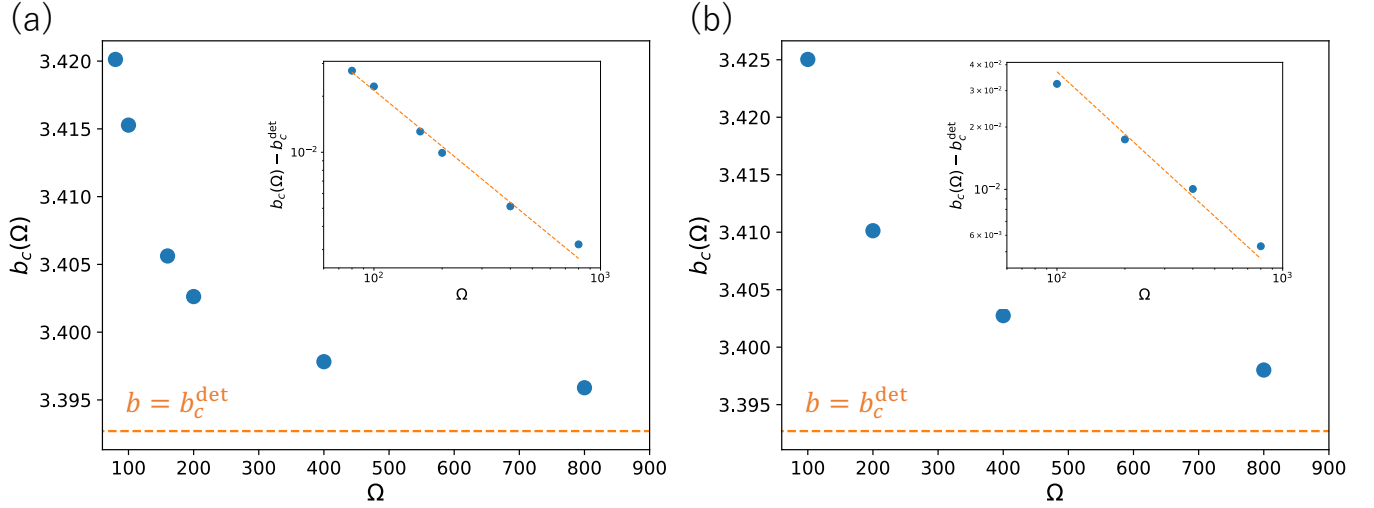 (a)
3.420
3.415
3.410
3.405
3.400
3.395
b_c(Ω)
100 200 300 400 500 600 700 800 900
Ω
b = b_c^det
10^−2
b_c(Ω) − b_c^det
10^2 10^3
Ω
(b)
3.425
3.420
3.415
3.410
3.405
3.400
3.395
b_c(Ω)
100 200 300 400 500 600 700 800 900
Ω
b = b_c^det
4 × 10^−2
3 × 10^−2
2 × 10^−2
10^−2
6 × 10^−3
b_c(Ω) − b_c^det
10^2 10^3
Ω